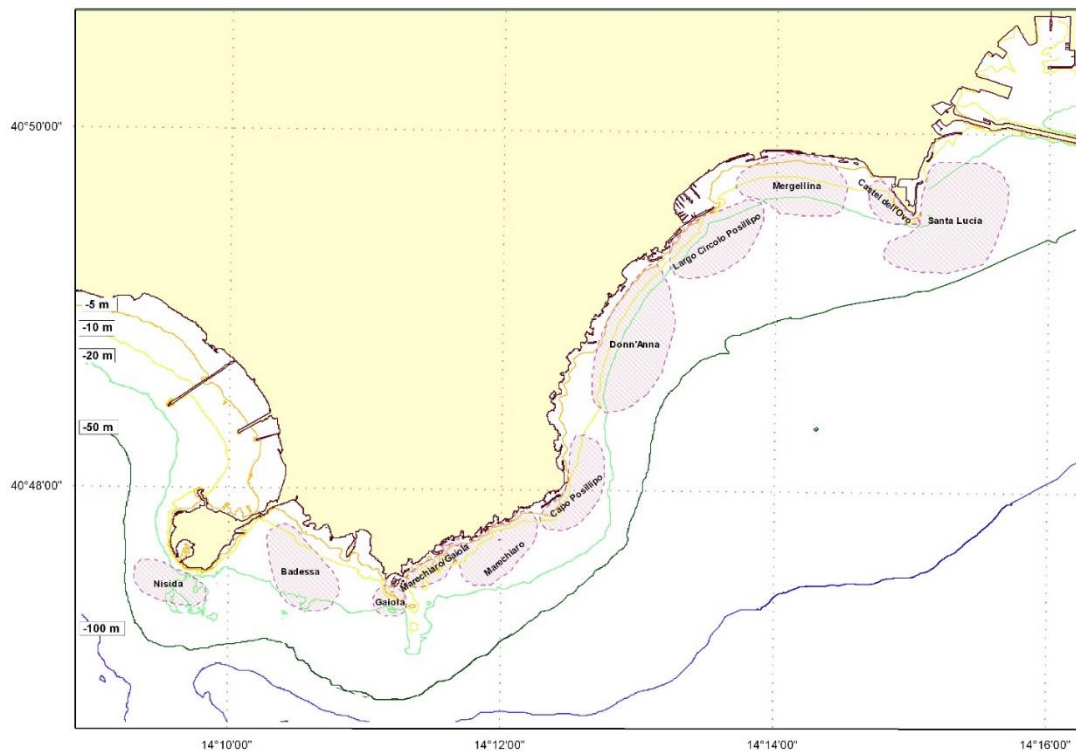 40°50'00"
Mergellina
Castel dell'Ovo
Santa Lucia
Largo Circolo Posillipo
-5 m
-10 m
Donn'Anna
-20 m
-50 m
40°48'00"
Capo Posillipo
Marechiaro/Gaiola
Marechiaro
Badessa
Nisida
Gaiola
-100 m
14°10'00"
14°12'00"
14°14'00"
14°16'00"